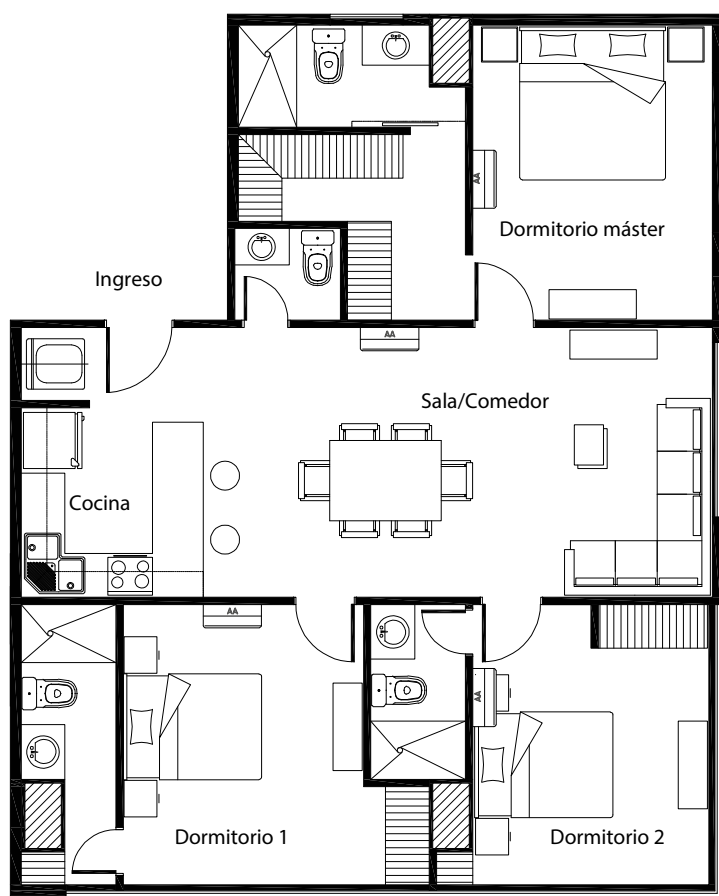 AA
Dormitorio máster
Ingreso
AA
Sala/Comedor
Cocina
AA
AA
Dormitorio 1
Dormitorio 2